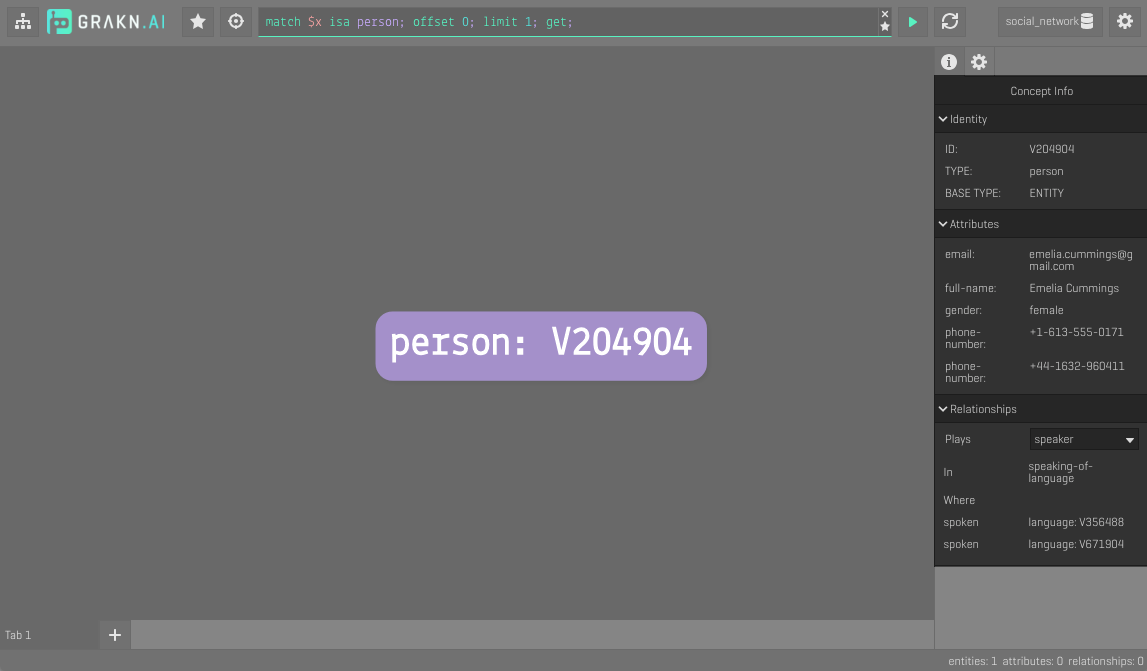 GRAKN.AI
match $x isa person; offset 0; limit 1; get;
social_network
Concept Info
Identity
ID: V204904
TYPE: person
BASE TYPE: ENTITY
Attributes
email: emelia.cummings@g
mail.com
full-name: Emelia Cummings
gender: female
phone- +1-613-555-0171
number:
phone- +44-1632-960411
number:
Relationships
Plays speaker
In speaking-of-
language
Where
spoken language: V356488
spoken language: V671904
person: V204904
Tab 1
entities: 1 attributes: 0 relationships: 0